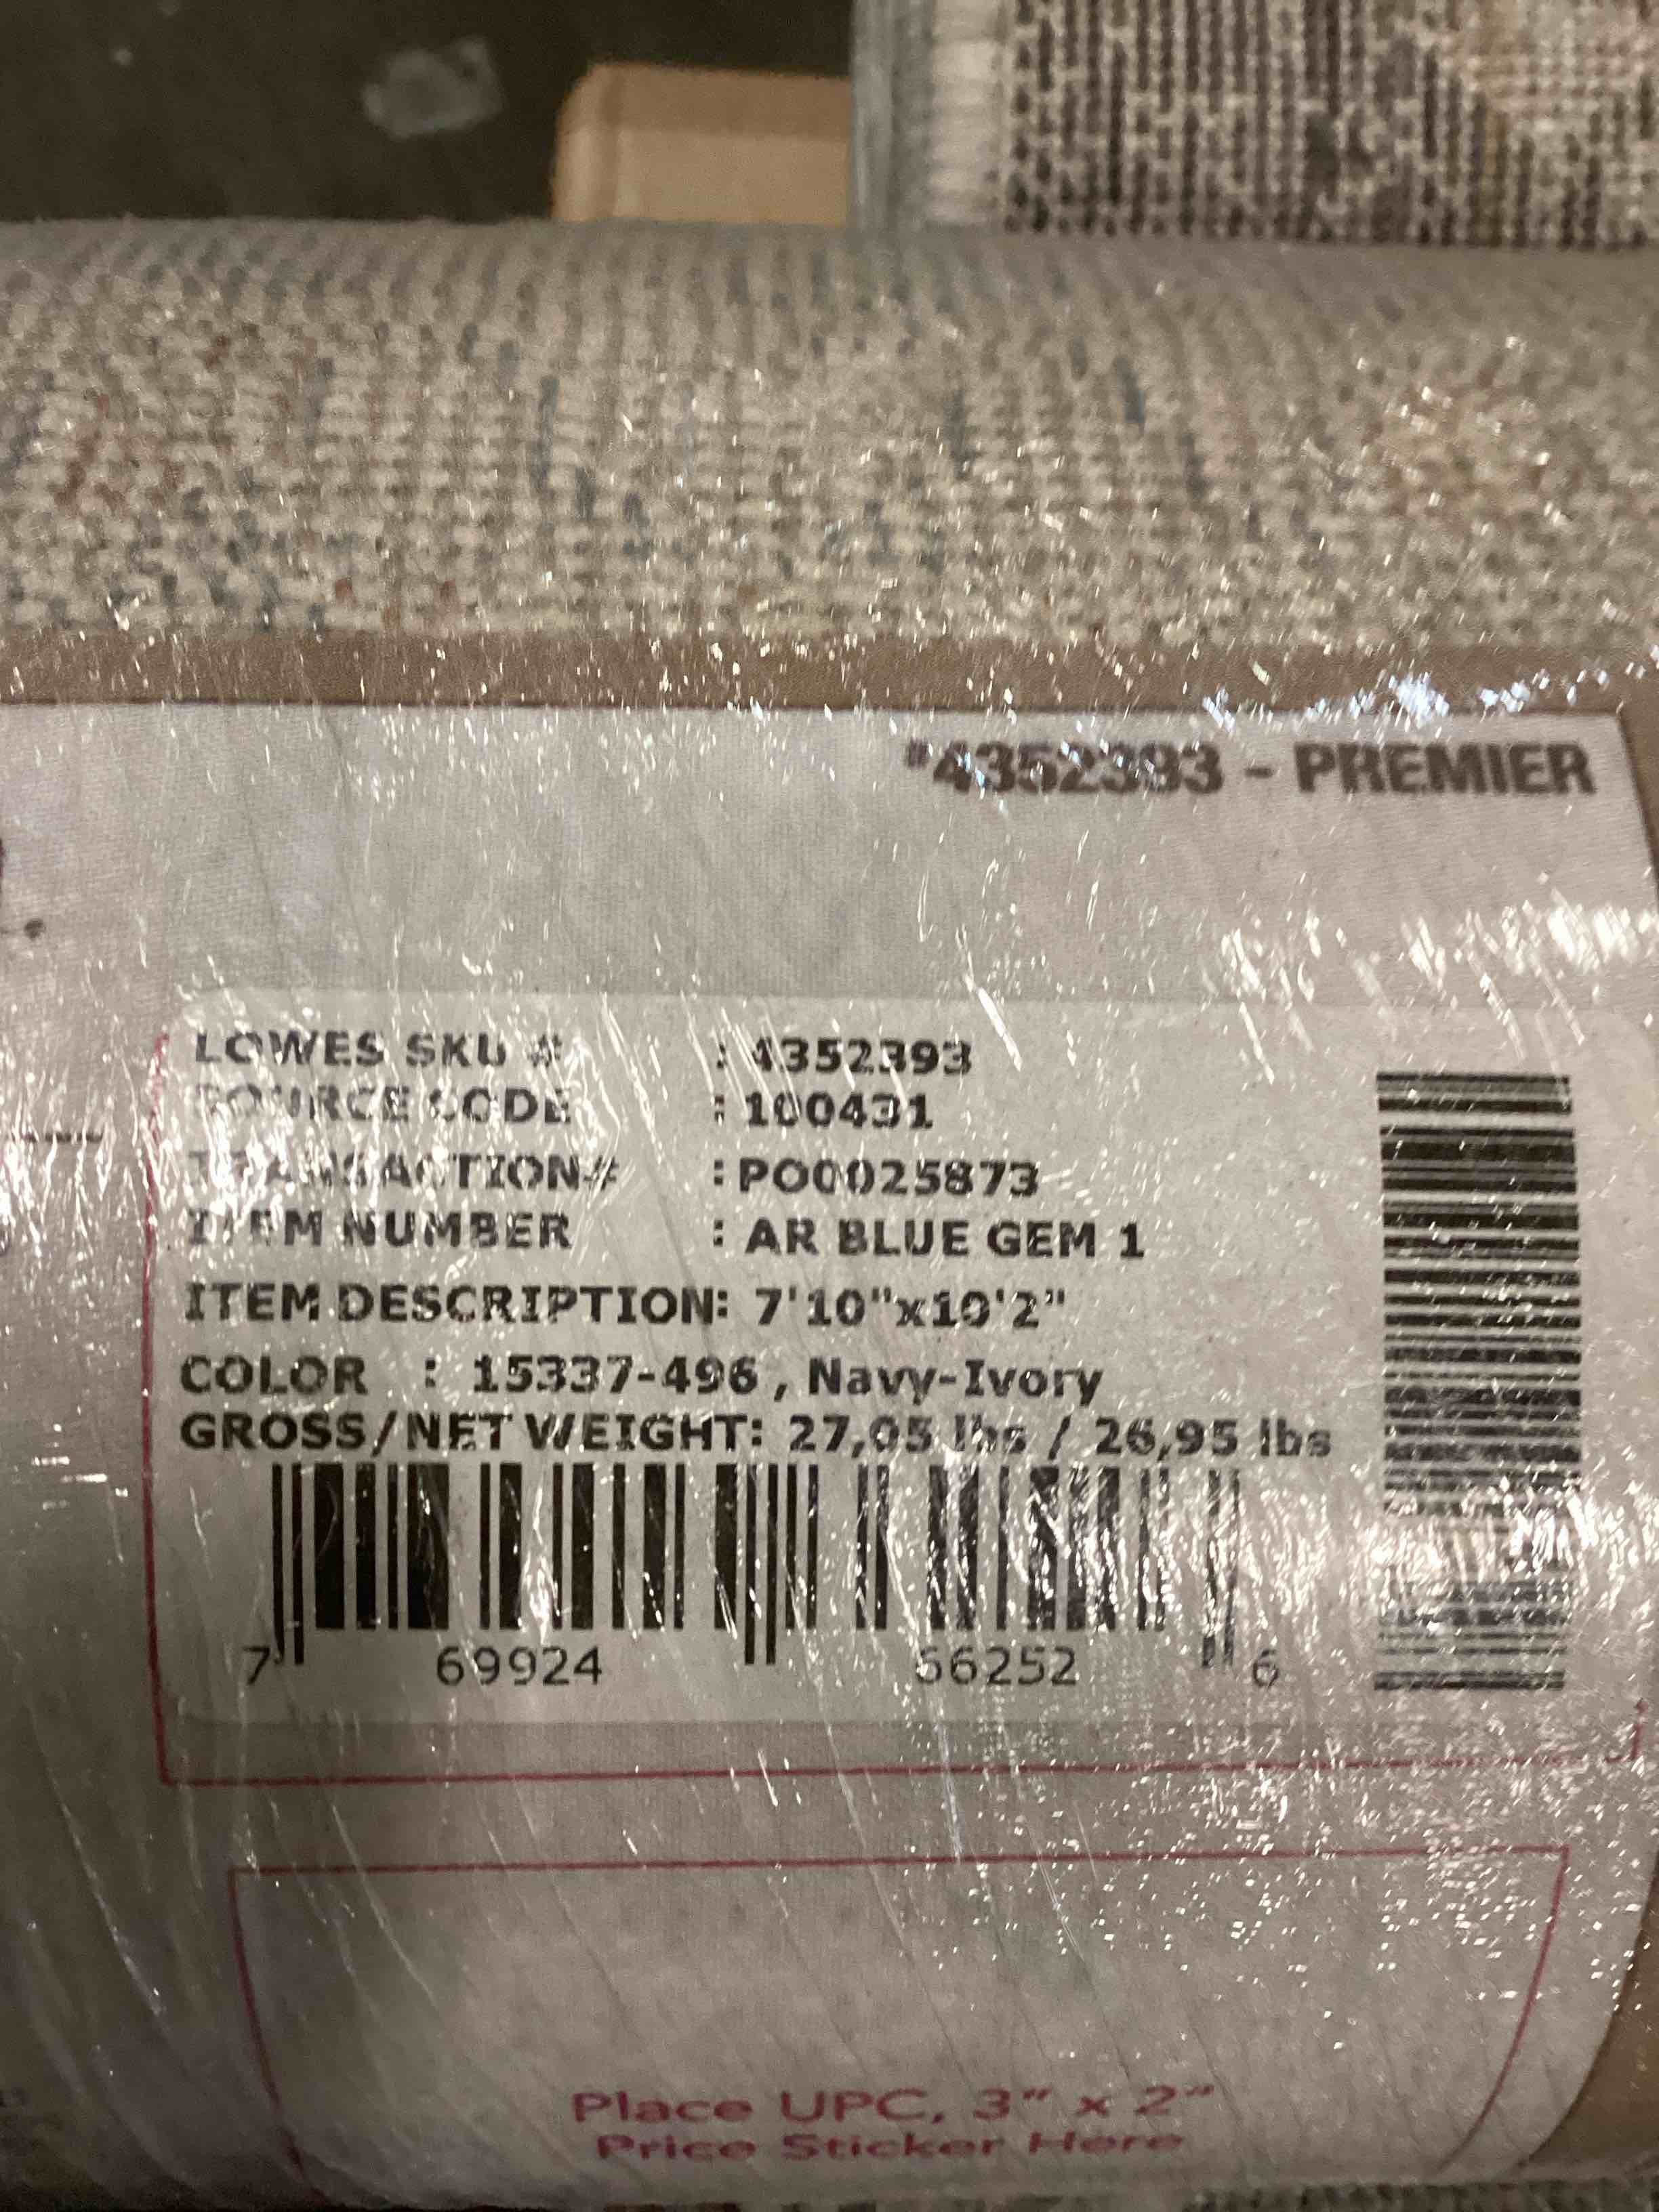 #4352393 - PREMIER
LOWES SKU # : 4352393
SOURCE CODE : 100431
TRANSACTION# : PO0025873
ITEM NUMBER : AR BLUE GEM 1
ITEM DESCRIPTION: 7'10"x10'2"
COLOR : 15337-496 , Navy-Ivory
GROSS/NET WEIGHT: 27,05 lbs / 26,95 lbs
7 69924 66252 6
Place UPC, 3" x 2"
Price Sticker Here